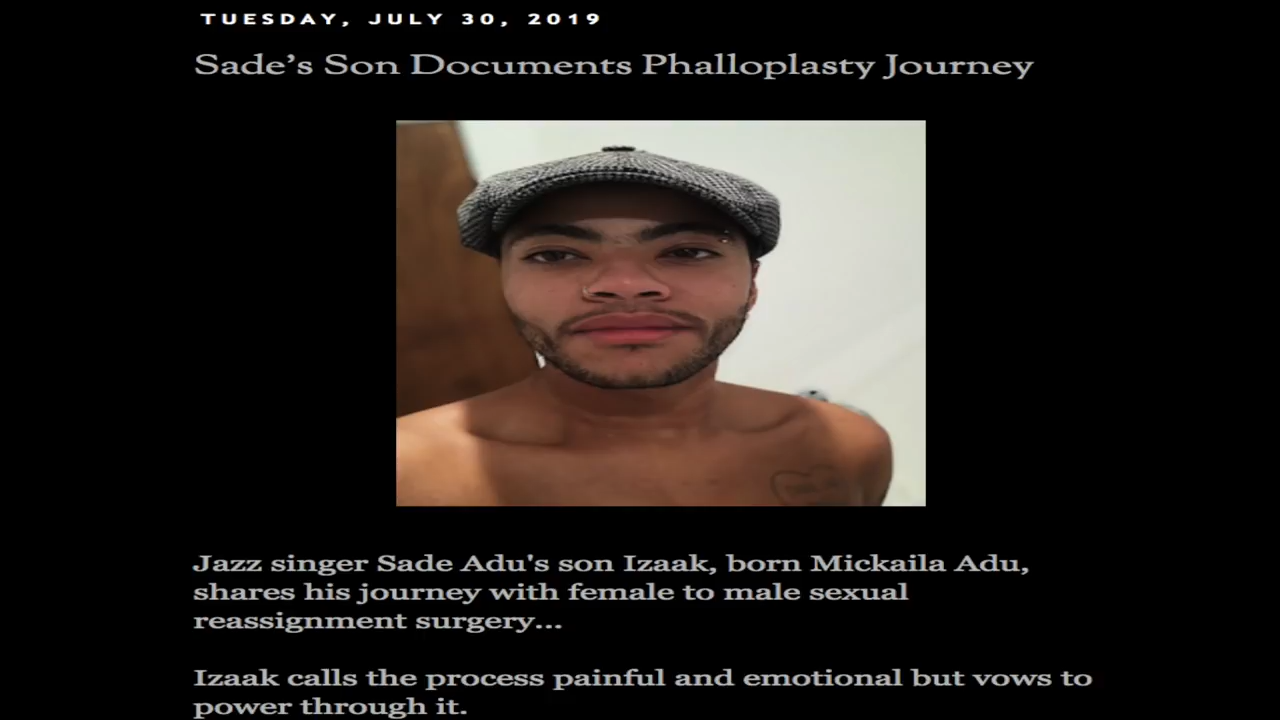 TUESDAY, JULY 30, 2019
Sade’s Son Documents Phalloplasty Journey
Jazz singer Sade Adu's son Izaak, born Mickaila Adu,
shares his journey with female to male sexual
reassignment surgery...
Izaak calls the process painful and emotional but vows to
power through it.